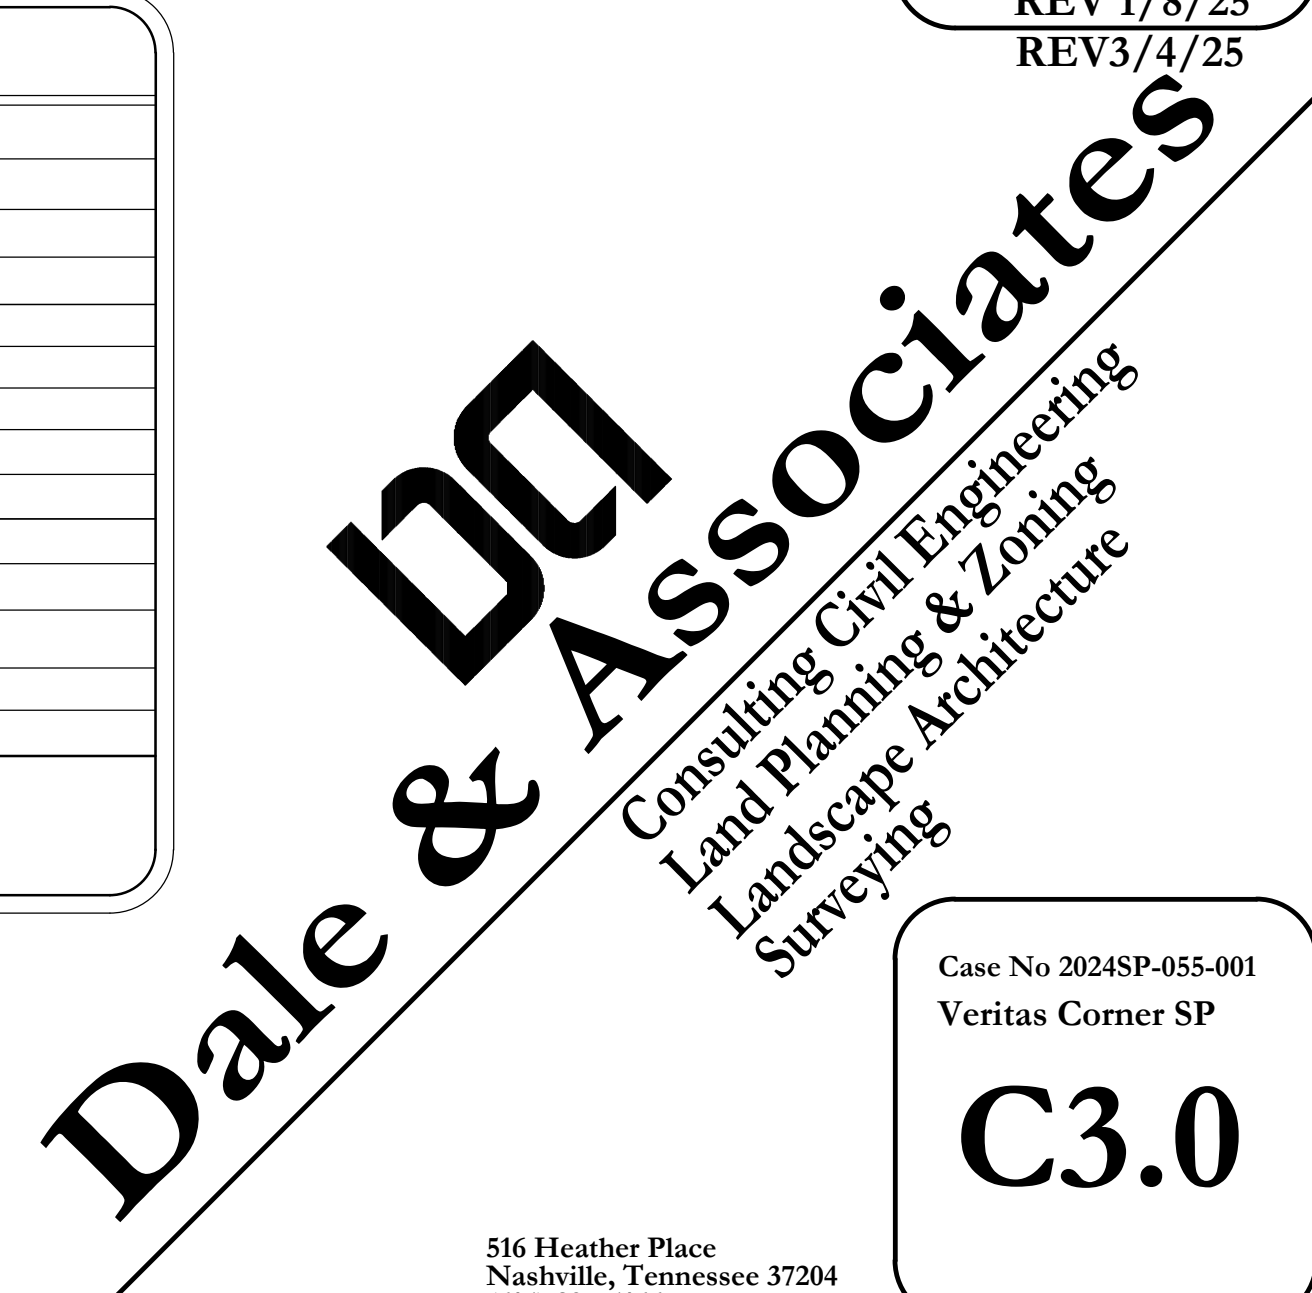 REV 1/8/25
REV3/4/25
Dale & Associates
Consulting Civil Engineering
Land Planning & Zoning
Landscape Architecture
Surveying
Case No 2024SP-055-001
Veritas Corner SP
C3.0
516 Heather Place
Nashville, Tennessee 37204